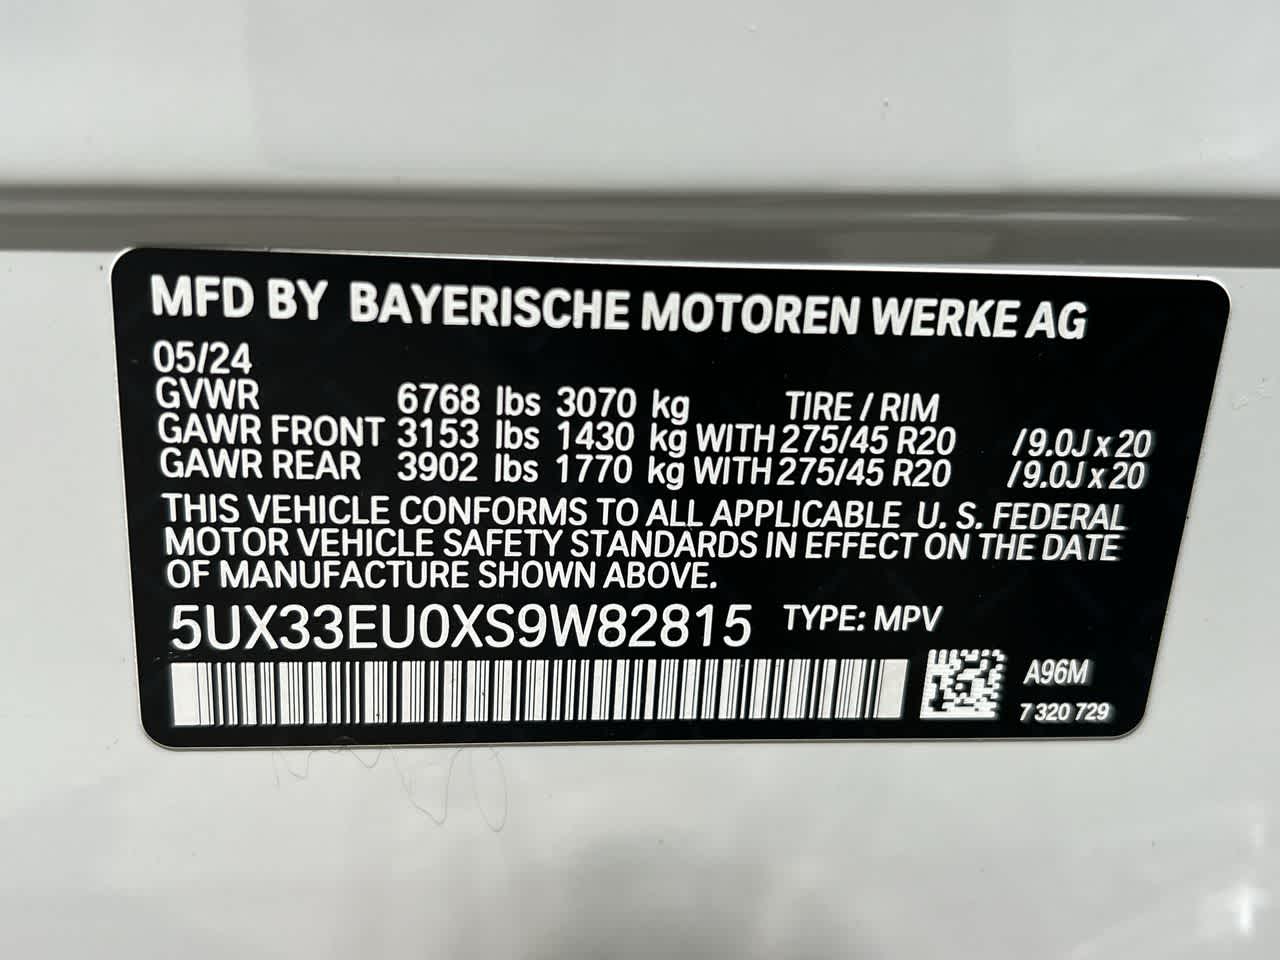 MFD BY BAYERISCHE MOTOREN WERKE AG
05/24
GVWR 6768 lbs 3070 kg TIRE / RIM
GAWR FRONT 3153 lbs 1430 kg WITH 275/45 R20 /9.0J x 20
GAWR REAR 3902 lbs 1770 kg WITH 275/45 R20 /9.0J x 20
THIS VEHICLE CONFORMS TO ALL APPLICABLE U. S. FEDERAL
MOTOR VEHICLE SAFETY STANDARDS IN EFFECT ON THE DATE
OF MANUFACTURE SHOWN ABOVE.
5UX33EU0XS9W82815 TYPE: MPV
A96M
7 320 729